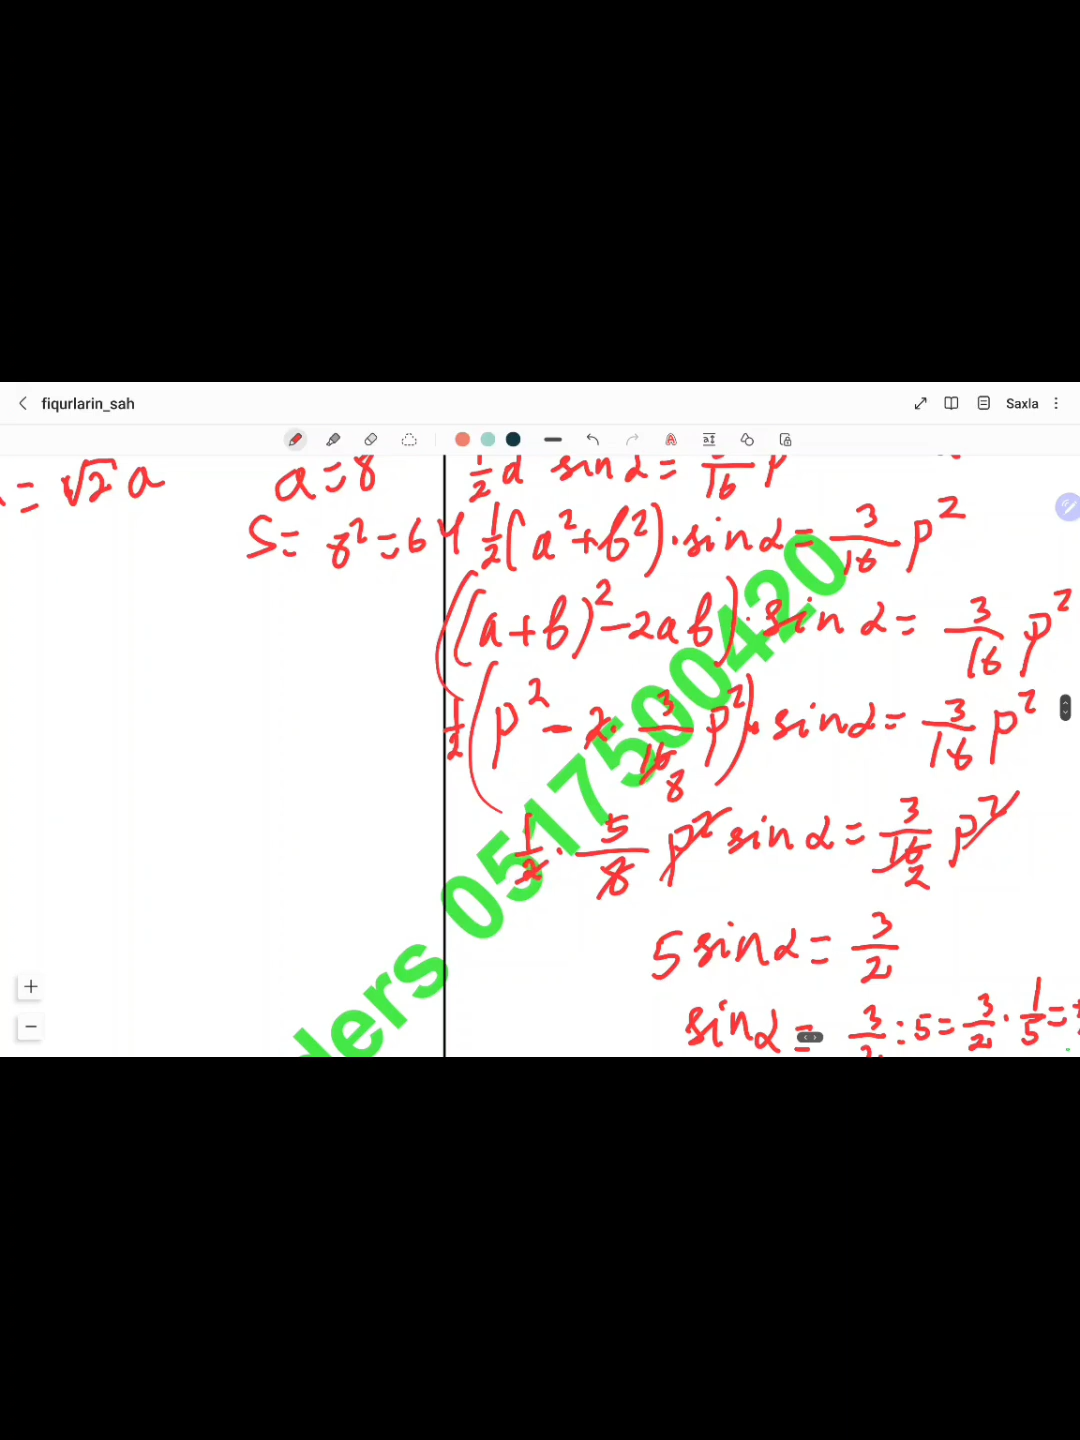 fiqurlarin_sah
Saxla
= √2 a
a = 8
S = 8² = 64
½ d sin α = /16 p
½(a² + b²) · sin α = 3/16 p²
((a + b)² − 2ab) · sin α = 3/16 p²
½(p² − 2 · 3/16 p²) · sin α = 3/16 p²
8
½ · 5/8 p² sin α = 3/16 p²
2
5 sin α = 3/2
sin α = 3/2 : 5 = 3/2 · 1/5 =
ders 0517500420